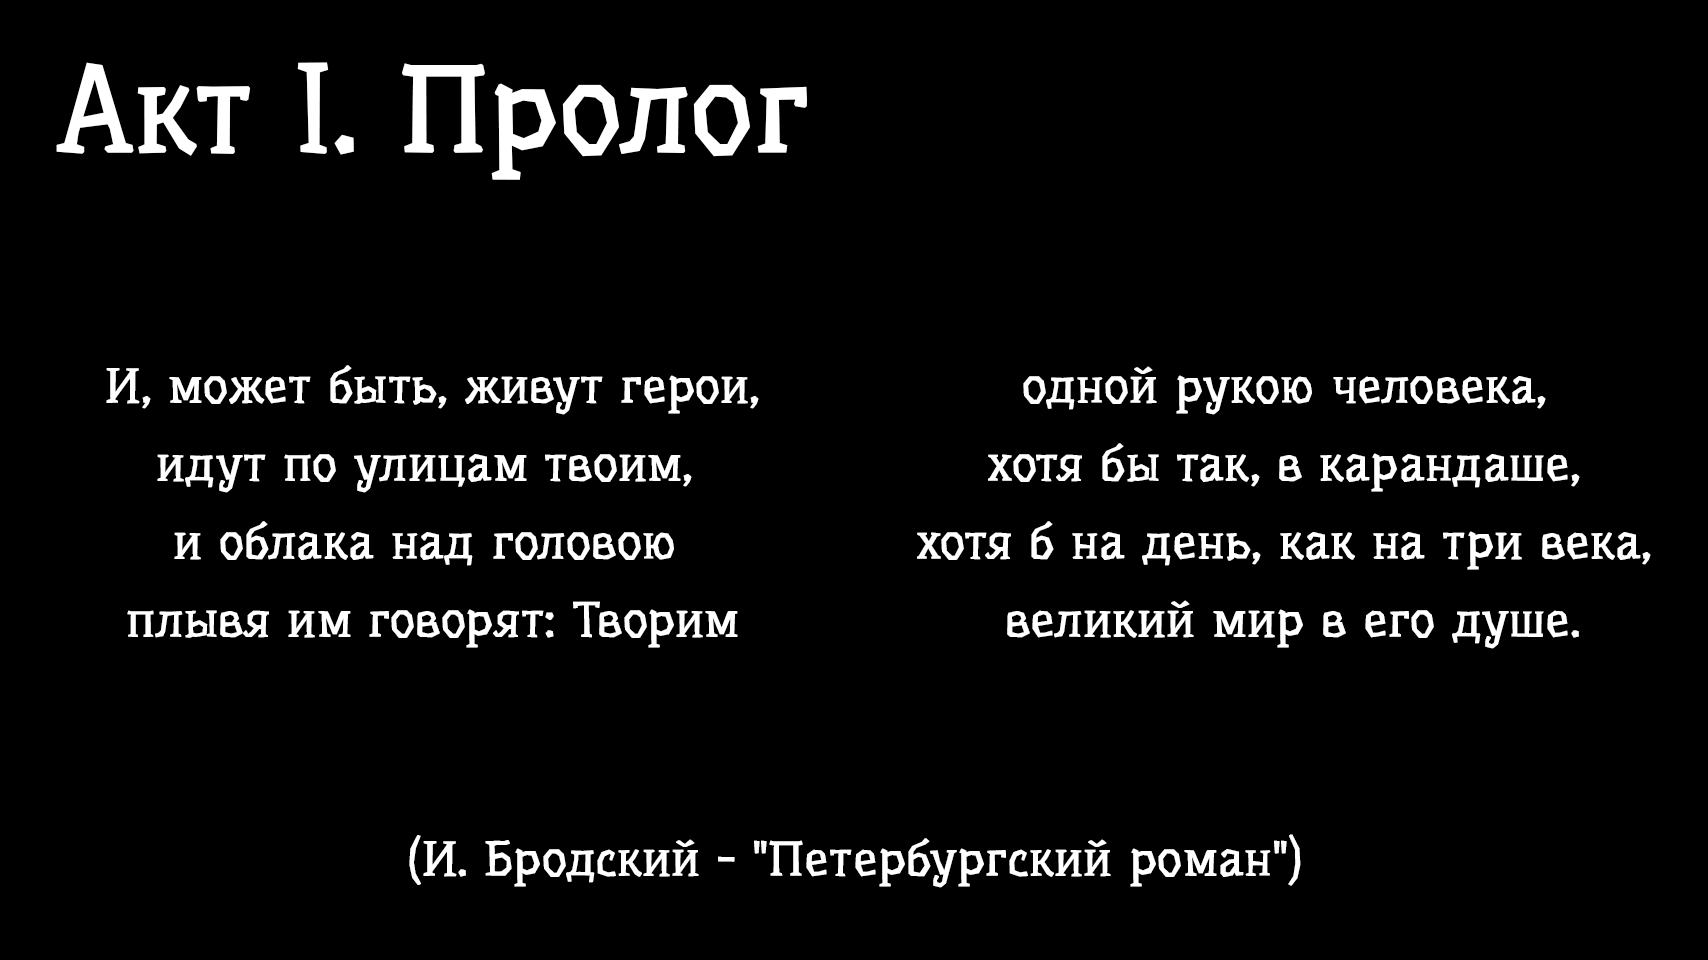 Акт I. Пролог
И, может быть, живут герои,
идут по улицам твоим,
и облака над головою
плывя им говорят: Творим
одной рукою человека,
хотя бы так, в карандаше,
хотя б на день, как на три века,
великий мир в его душе.
(И. Бродский - "Петербургский роман")